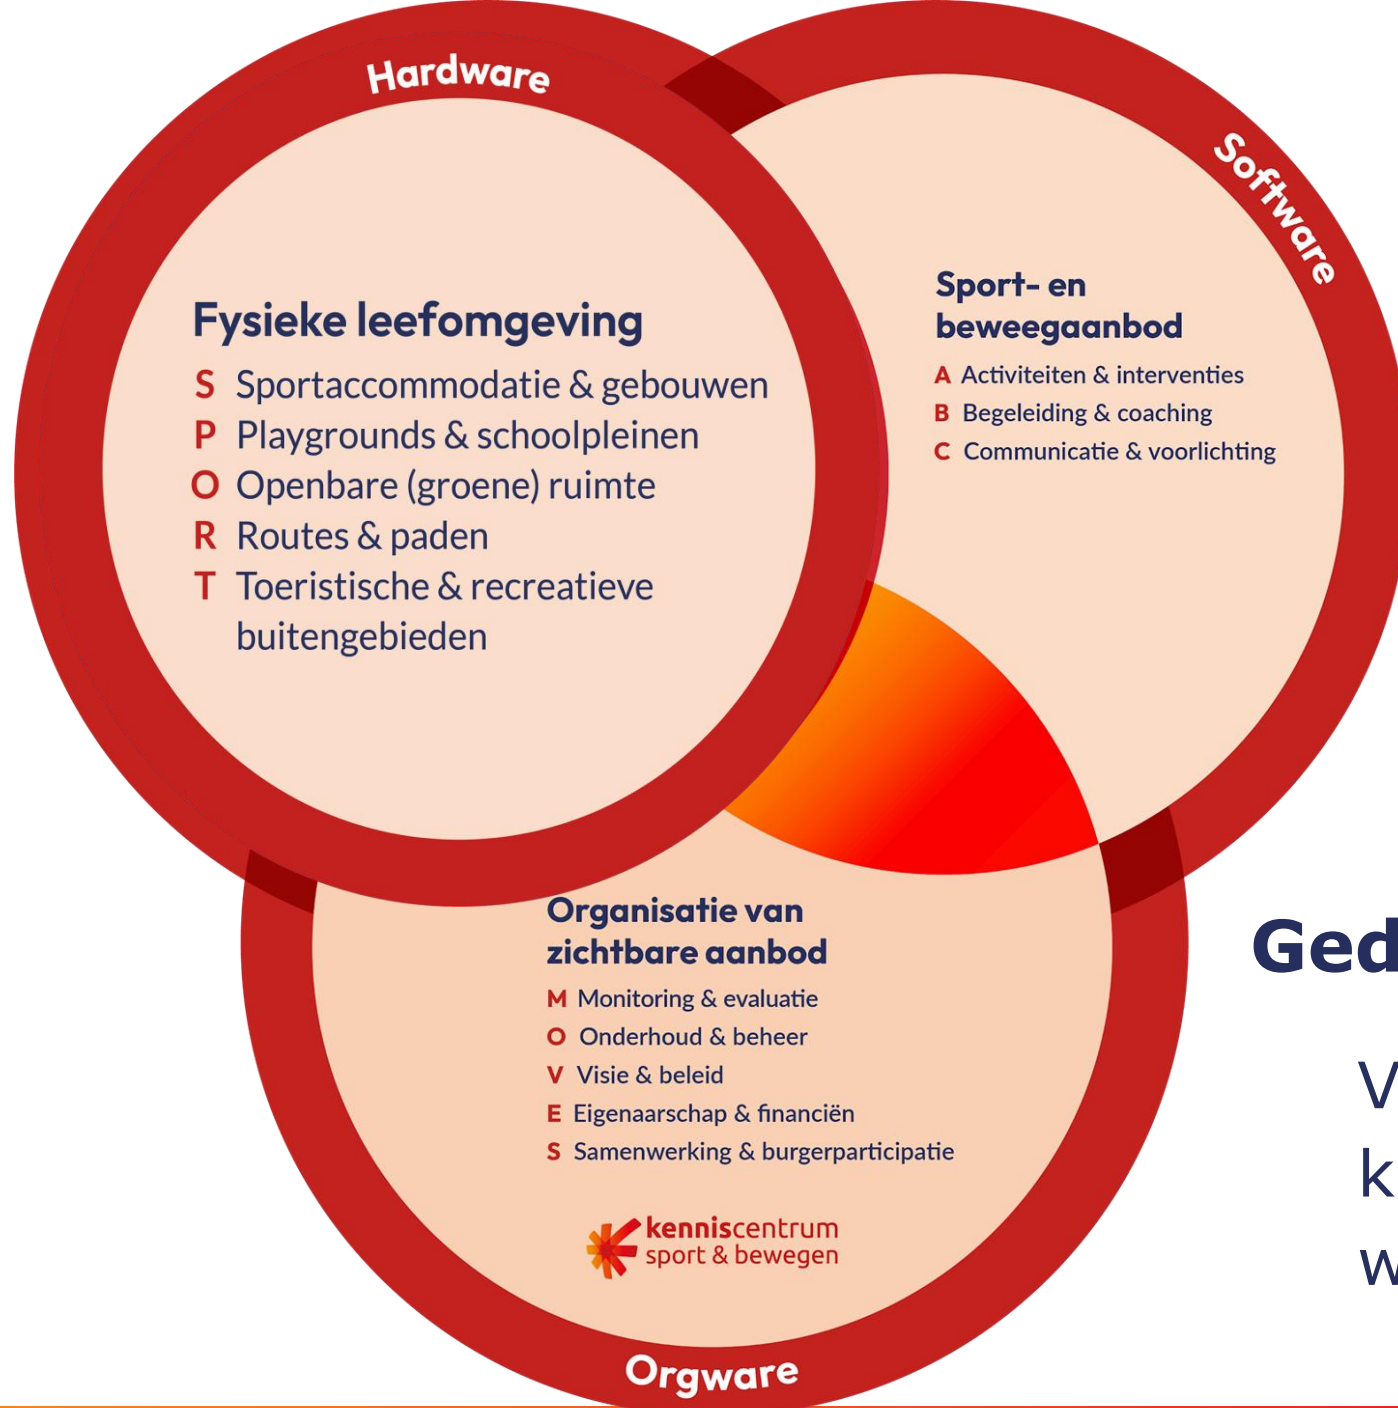 Hardware
Fysieke leefomgeving
S Sportaccommodatie & gebouwen
P Playgrounds & schoolpleinen
O Openbare (groene) ruimte
R Routes & paden
T Toeristische & recreatieve
buitengebieden
Software
Sport- en
beweegaanbod
A Activiteiten & interventies
B Begeleiding & coaching
C Communicatie & voorlichting
Organisatie van
zichtbare aanbod
M Monitoring & evaluatie
O Onderhoud & beheer
V Visie & beleid
E Eigenaarschap & financiën
S Samenwerking & burgerparticipatie
kenniscentrum
sport & bewegen
Orgware